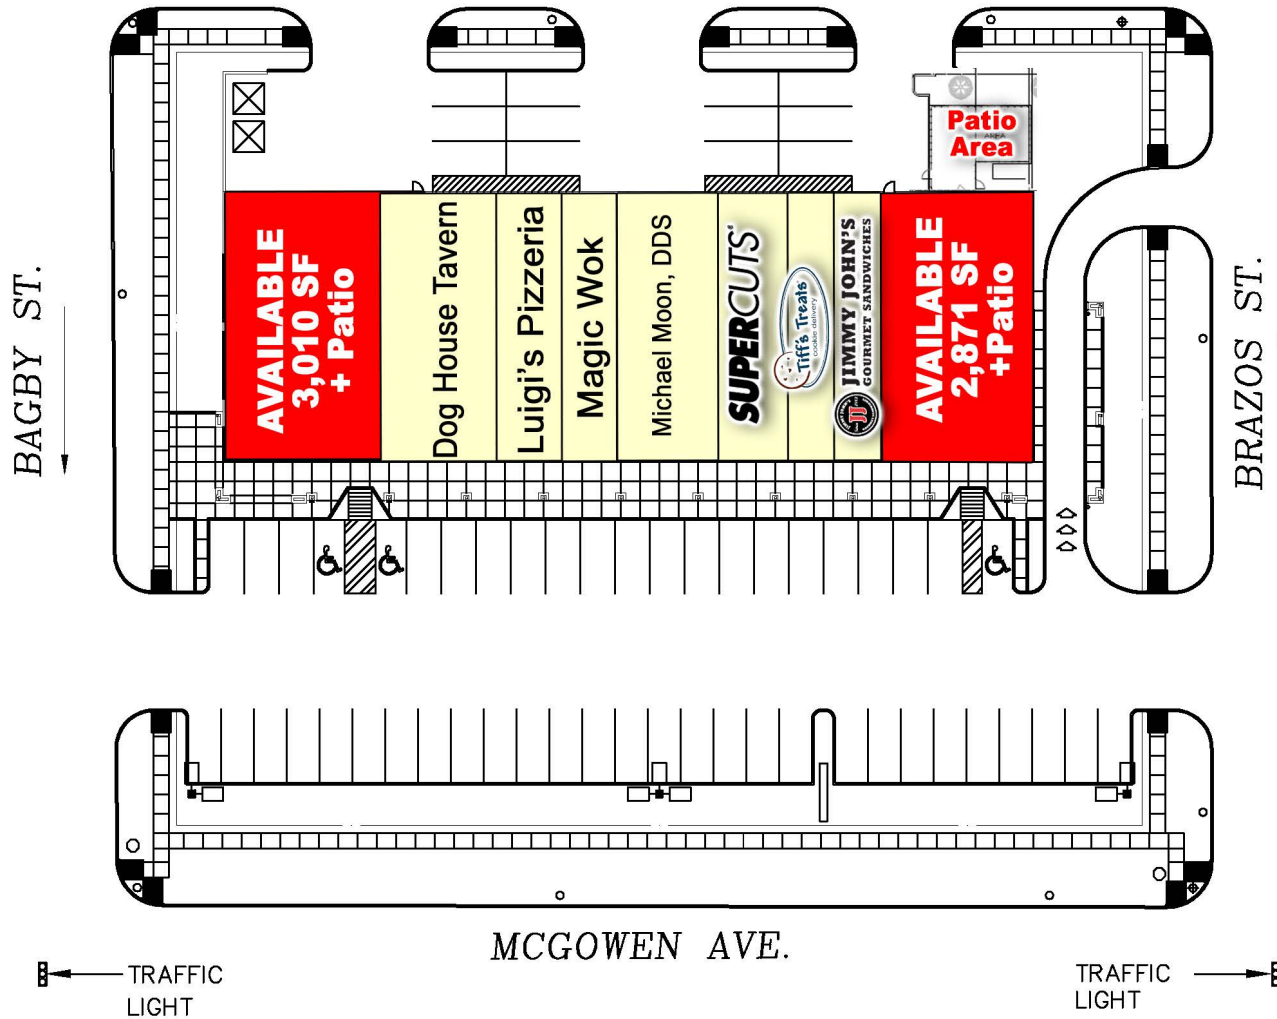 Patio
Area
AVAILABLE
3,010 SF
+ Patio
Dog House Tavern
Luigi's Pizzeria
Magic Wok
Michael Moon, DDS
SUPERCUTS
Tiff's Treats
cookie delivery
JIMMY JOHN'S
GOURMET SANDWICHES
JJ
AVAILABLE
2,871 SF
+Patio
BAGBY ST.
BRAZOS ST.
MCGOWEN AVE.
TRAFFIC
LIGHT
TRAFFIC
LIGHT